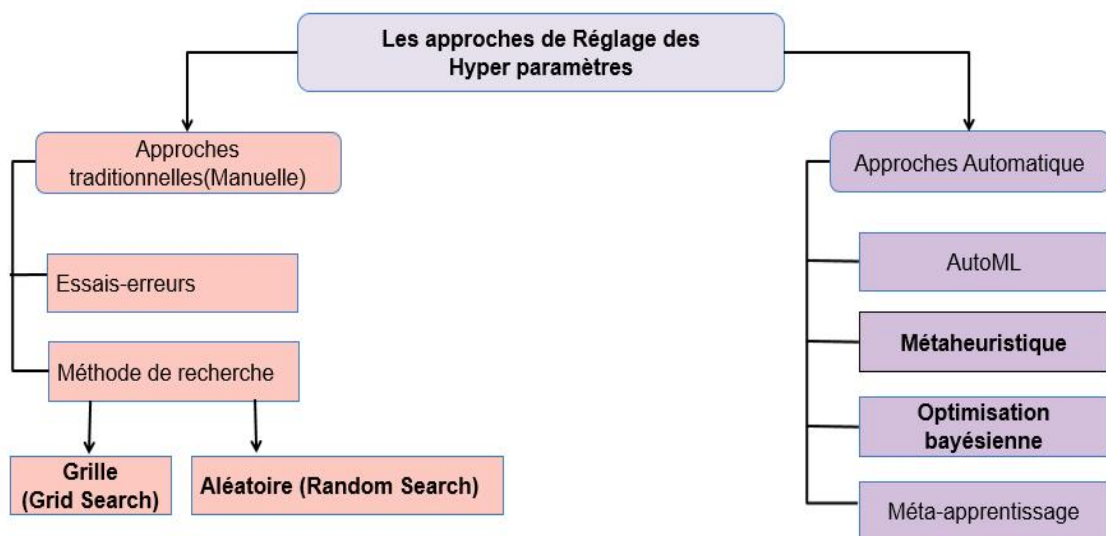 Les approches de Réglage des
Hyper paramètres
Approches
traditionnelles(Manuelle)
Essais-erreurs
Méthode de recherche
Grille
(Grid Search)
Aléatoire (Random Search)
Approches Automatique
AutoML
Métaheuristique
Optimisation
bayésienne
Méta-apprentissage